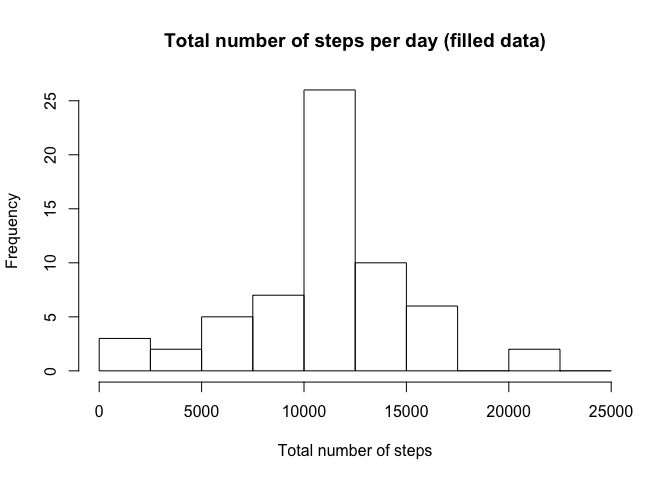 Total number of steps per day (filled data)
Frequency
25
20
15
10
5
0
0 5000 10000 15000 20000 25000
Total number of steps